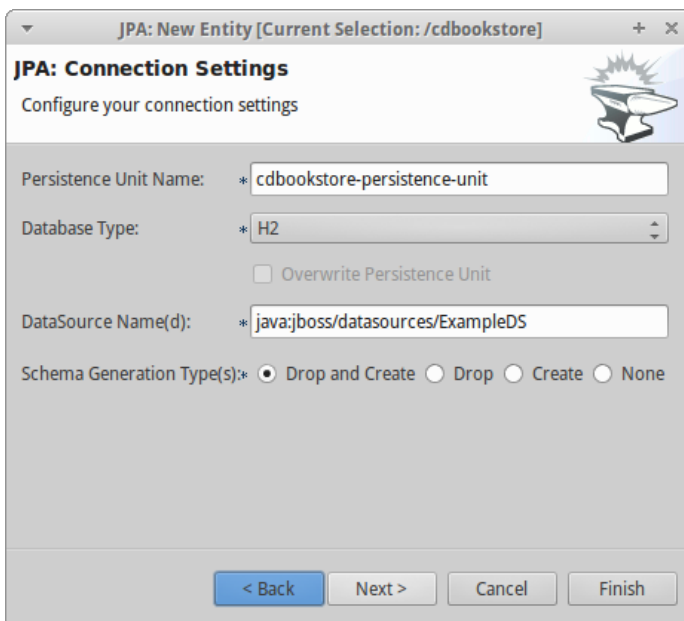 JPA: New Entity [Current Selection: /cdbookstore]
JPA: Connection Settings
Configure your connection settings
Persistence Unit Name: * cdbookstore-persistence-unit
Database Type: * H2
Overwrite Persistence Unit
DataSource Name(d): * java:jboss/datasources/ExampleDS
Schema Generation Type(s):* Drop and Create Drop Create None
< Back Next > Cancel Finish